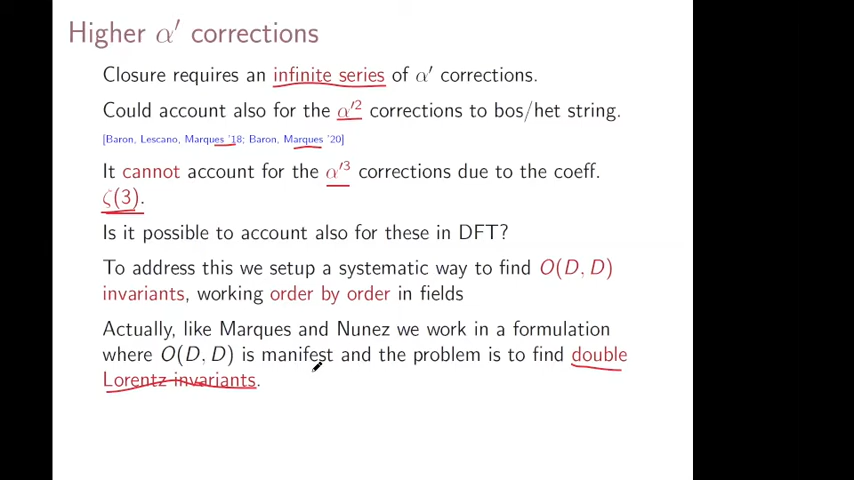 Higher α′ corrections
Closure requires an infinite series of α′ corrections.
Could account also for the α′² corrections to bos/het string.
[Baron, Lescano, Marques '18; Baron, Marques '20]
It cannot account for the α′³ corrections due to the coeff.
ζ(3).
Is it possible to account also for these in DFT?
To address this we setup a systematic way to find O(D, D)
invariants, working order by order in fields
Actually, like Marques and Nunez we work in a formulation
where O(D, D) is manifest and the problem is to find double
Lorentz invariants.